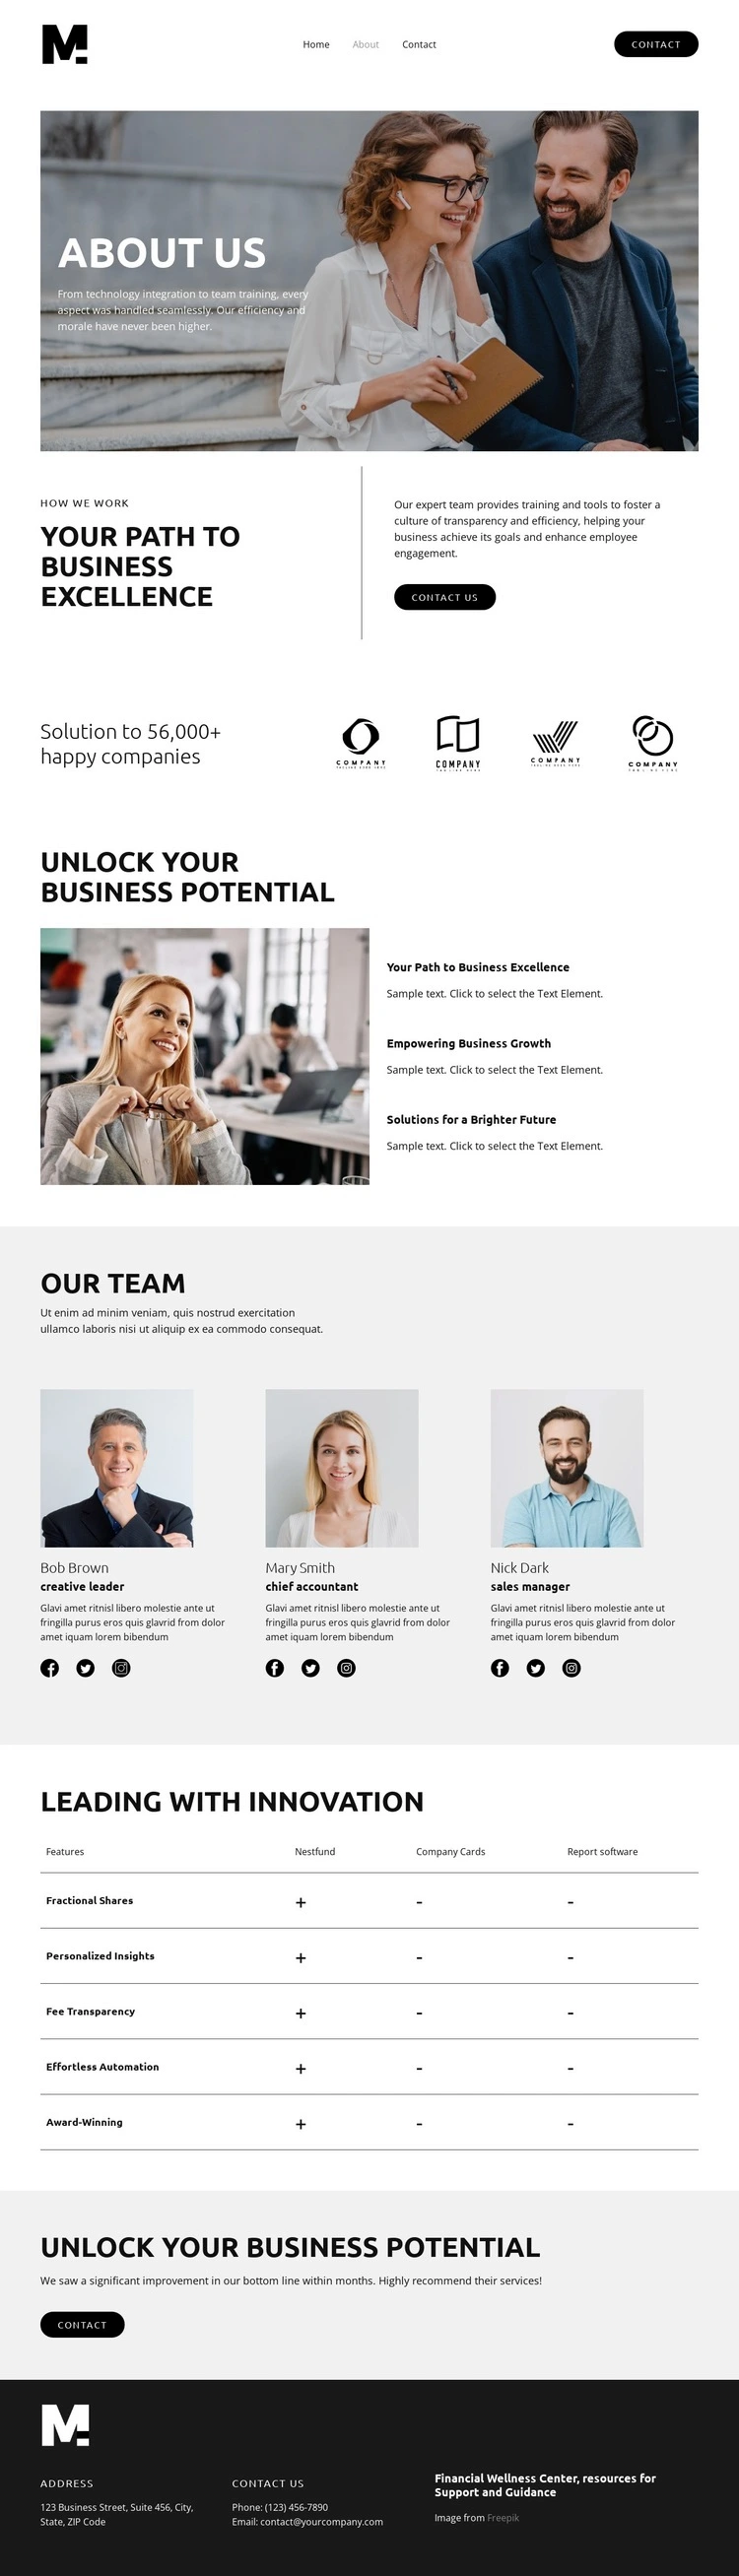 M.
Home About Contact
CONTACT
ABOUT US
From technology integration to team training, every
aspect was handled seamlessly. Our efficiency and
morale have never been higher.
HOW WE WORK
YOUR PATH TO
BUSINESS
EXCELLENCE
Our expert team provides training and tools to foster a
culture of transparency and efficiency, helping your
business achieve its goals and enhance employee
engagement.
CONTACT US
Solution to 56,000+
happy companies
COMPANY
COMPANY
COMPANY
COMPANY
UNLOCK YOUR
BUSINESS POTENTIAL
Your Path to Business Excellence
Sample text. Click to select the Text Element.
Empowering Business Growth
Sample text. Click to select the Text Element.
Solutions for a Brighter Future
Sample text. Click to select the Text Element.
OUR TEAM
Ut enim ad minim veniam, quis nostrud exercitation
ullamco laboris nisi ut aliquip ex ea commodo consequat.
Bob Brown
creative leader
Glavi amet ritnisl libero molestie ante ut
fringilla purus eros quis glavrid from dolor
amet iquam lorem bibendum
Mary Smith
chief accountant
Glavi amet ritnisl libero molestie ante ut
fringilla purus eros quis glavrid from dolor
amet iquam lorem bibendum
Nick Dark
sales manager
Glavi amet ritnisl libero molestie ante ut
fringilla purus eros quis glavrid from dolor
amet iquam lorem bibendum
LEADING WITH INNOVATION
Features Nestfund Company Cards Report software
Fractional Shares + - -
Personalized Insights + - -
Fee Transparency + - -
Effortless Automation + - -
Award-Winning + - -
UNLOCK YOUR BUSINESS POTENTIAL
We saw a significant improvement in our bottom line within months. Highly recommend their services!
CONTACT
M.
ADDRESS
123 Business Street, Suite 456, City,
State, ZIP Code
CONTACT US
Phone: (123) 456-7890
Email: contact@yourcompany.com
Financial Wellness Center, resources for
Support and Guidance
Image from Freepik